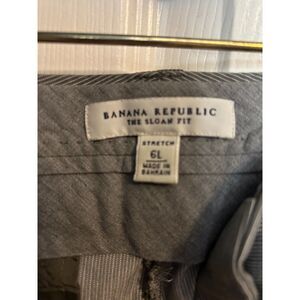 BANANA REPUBLIC
THE SLOAN FIT
STRETCH
6L
MADE IN
BAHRAIN